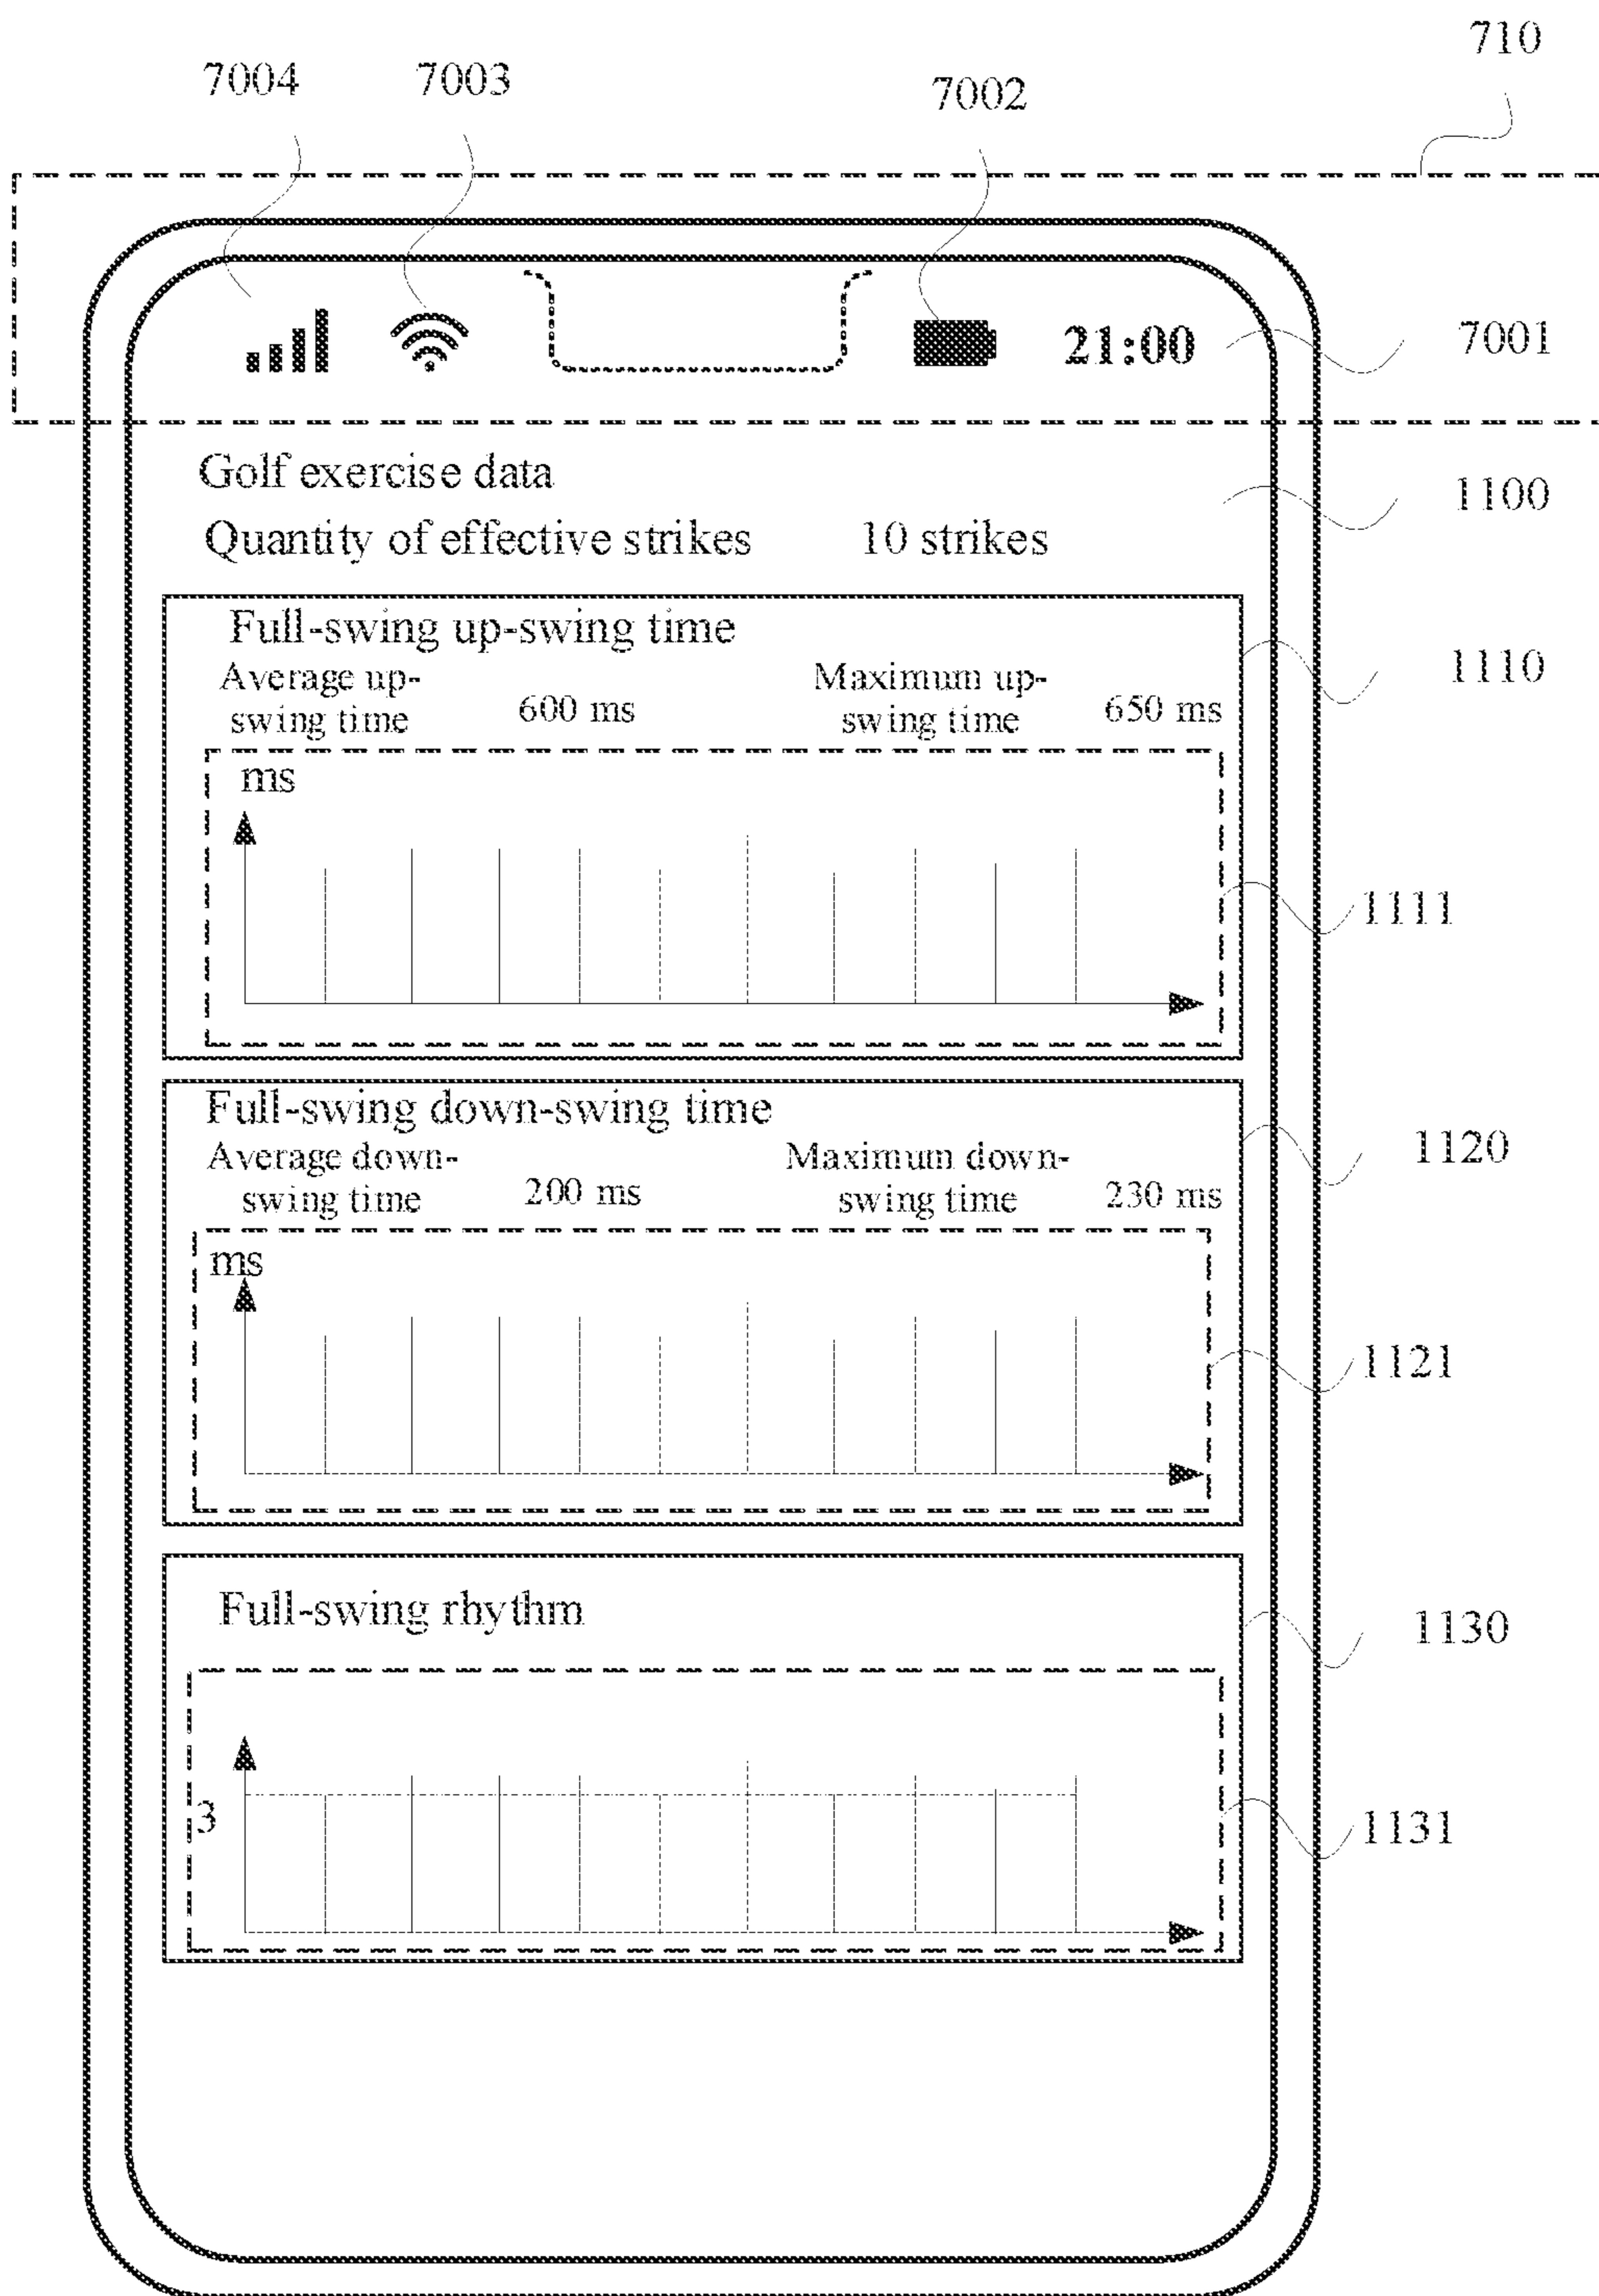 710
7004
7003
7002
21:00
7001
Golf exercise data
1100
Quantity of effective strikes 10 strikes
Full-swing up-swing time
1110
Average up-
swing time
600 ms
Maximum up-
swing time
650 ms
ms
1111
Full-swing down-swing time
1120
Average down-
swing time
200 ms
Maximum down-
swing time
230 ms
ms
1121
Full-swing rhythm
1130
3
1131